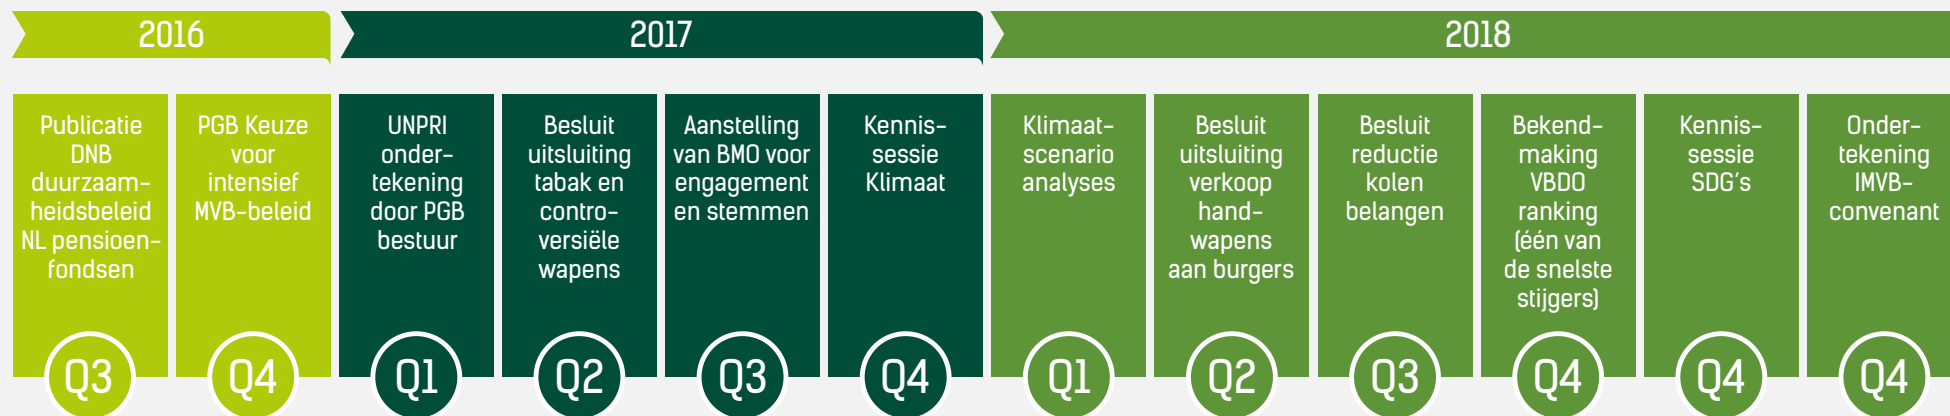 2016
2017
2018
Publicatie
DNB
duurzaam-
heidsbeleid
NL pensioen-
fondsen
Q3
PGB Keuze
voor
intensief
MVB-beleid
Q4
UNPRI
onder-
tekening
door PGB
bestuur
Q1
Besluit
uitsluiting
tabak en
contro-
versiële
wapens
Q2
Aanstelling
van BMO voor
engagement
en stemmen
Q3
Kennis-
sessie
Klimaat
Q4
Klimaat-
scenario
analyses
Q1
Besluit
uitsluiting
verkoop
hand-
wapens
aan burgers
Q2
Besluit
reductie
kolen
belangen
Q3
Bekend-
making
VBDO
ranking
(één van
de snelste
stijgers)
Q4
Kennis-
sessie
SDG's
Q4
Onder-
tekening
IMVB-
convenant
Q4